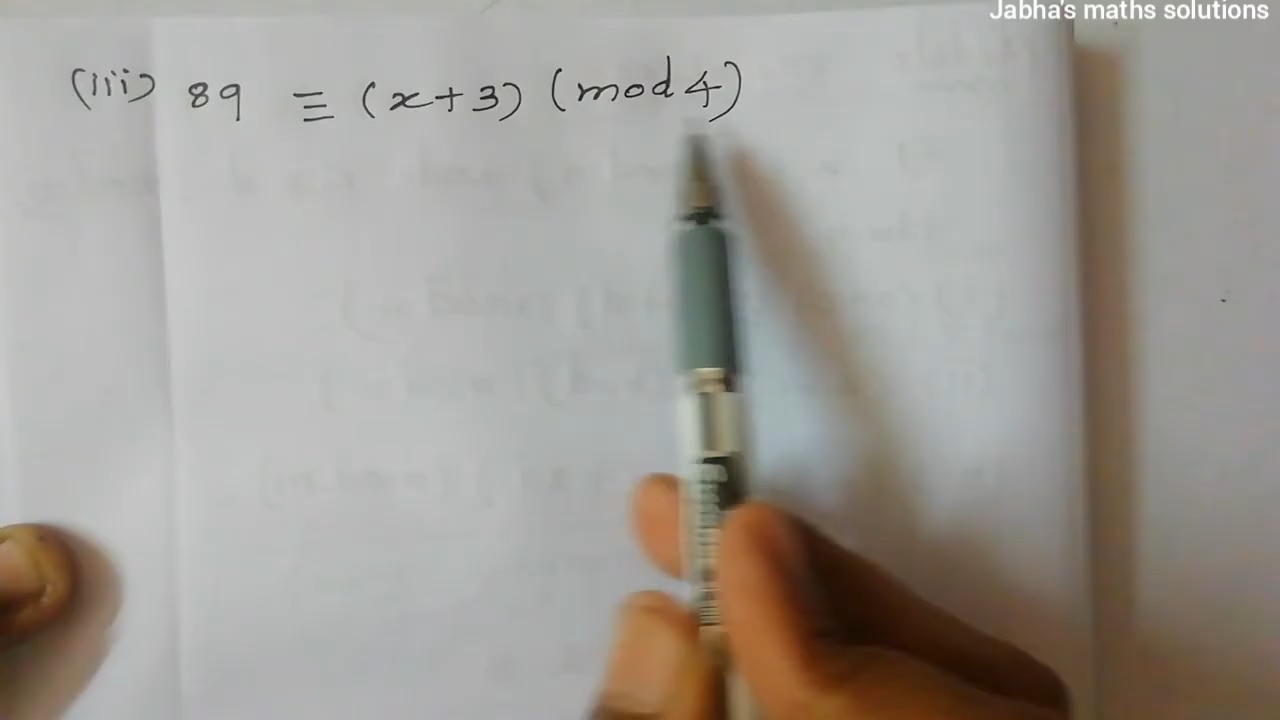 Jabha's maths solutions
(iii) 89 ≡ (x+3) (mod 4)